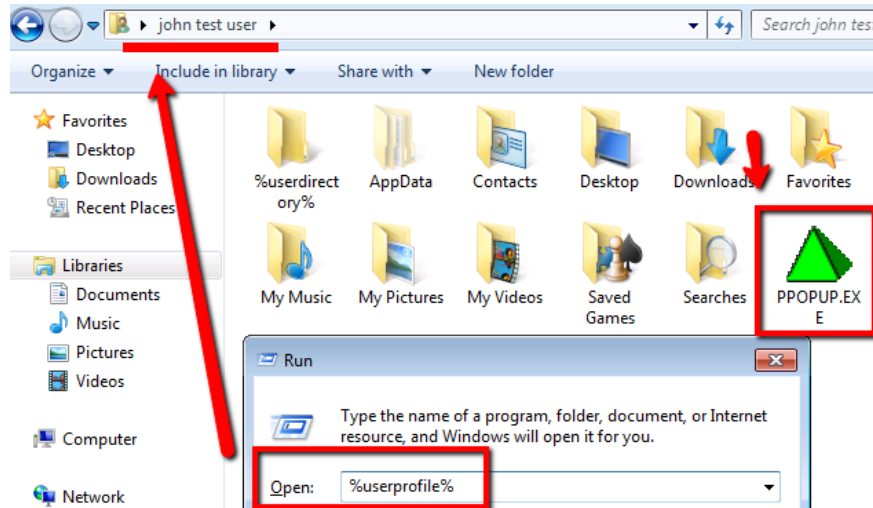 john test user
Search john tes
Organize
Include in library
Share with
New folder
Favorites
Desktop
Downloads
Recent Places
Libraries
Documents
Music
Pictures
Videos
Computer
Network
%userdirect
ory%
AppData
Contacts
Desktop
Downloads
Favorites
My Music
My Pictures
My Videos
Saved
Games
Searches
PPOPUP.EX
E
Run
Type the name of a program, folder, document, or Internet
resource, and Windows will open it for you.
Open:
%userprofile%